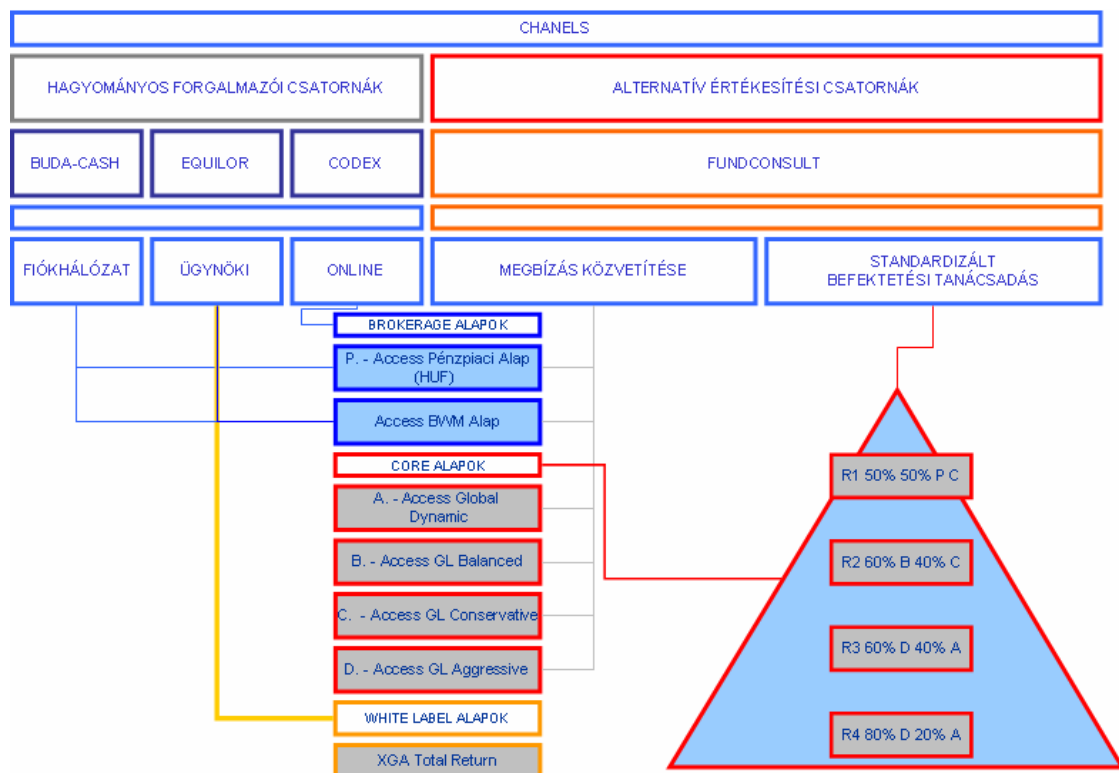 CHANELS
HAGYOMÁNYOS FORGALMAZÓI CSATORNÁK
ALTERNATÍV ÉRTÉKESÍTÉSI CSATORNÁK
BUDA-CASH
EQUILOR
CODEX
FUNDCONSULT
FIÓKHÁLÓZAT
ÜGYNÖKI
ONLINE
MEGBÍZÁS KÖZVETÍTÉSE
STANDARDIZÁLT
BEFEKTETÉSI TANÁCSADÁS
BROKERAGE ALAPOK
P. - Access Pénzpiaci Alap
(HUF)
Access BWM Alap
CORE ALAPOK
A. - Access Global
Dynamic
B. - Access GL Balanced
C. - Access GL Conservative
D. - Access GL Aggressive
WHITE LABEL ALAPOK
XGA Total Return
R1 50% 50% P C
R2 60% B 40% C
R3 60% D 40% A
R4 80% D 20% A